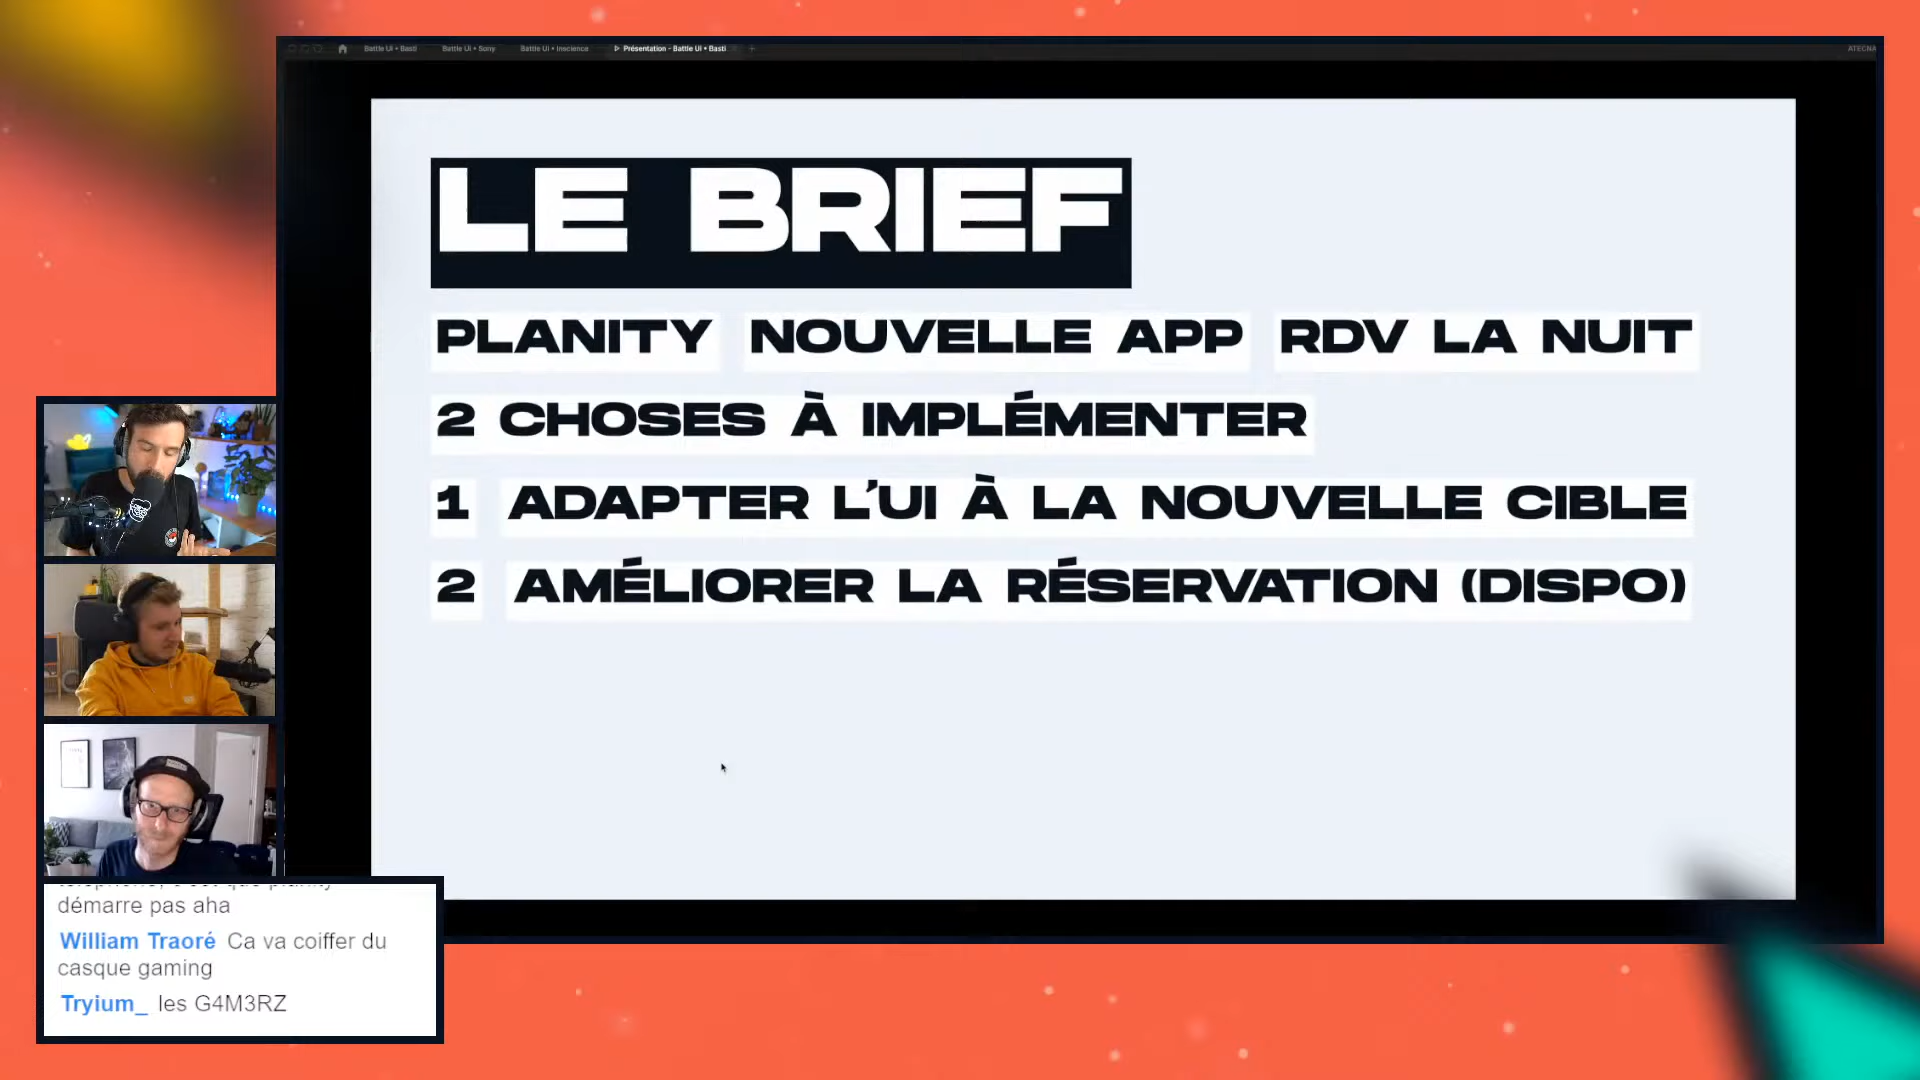 Battle Ui • Basti
Battle Ui • Sony
Battle Ui • Inscience
Présentation - Battle Ui • Basti
ATECNA
LE BRIEF
PLANITY NOUVELLE APP RDV LA NUIT
2 CHOSES À IMPLÉMENTER
1 ADAPTER L'UI À LA NOUVELLE CIBLE
2 AMÉLIORER LA RÉSERVATION (DISPO)
démarre pas aha
William Traoré Ca va coiffer du
casque gaming
Tryium_ les G4M3RZ